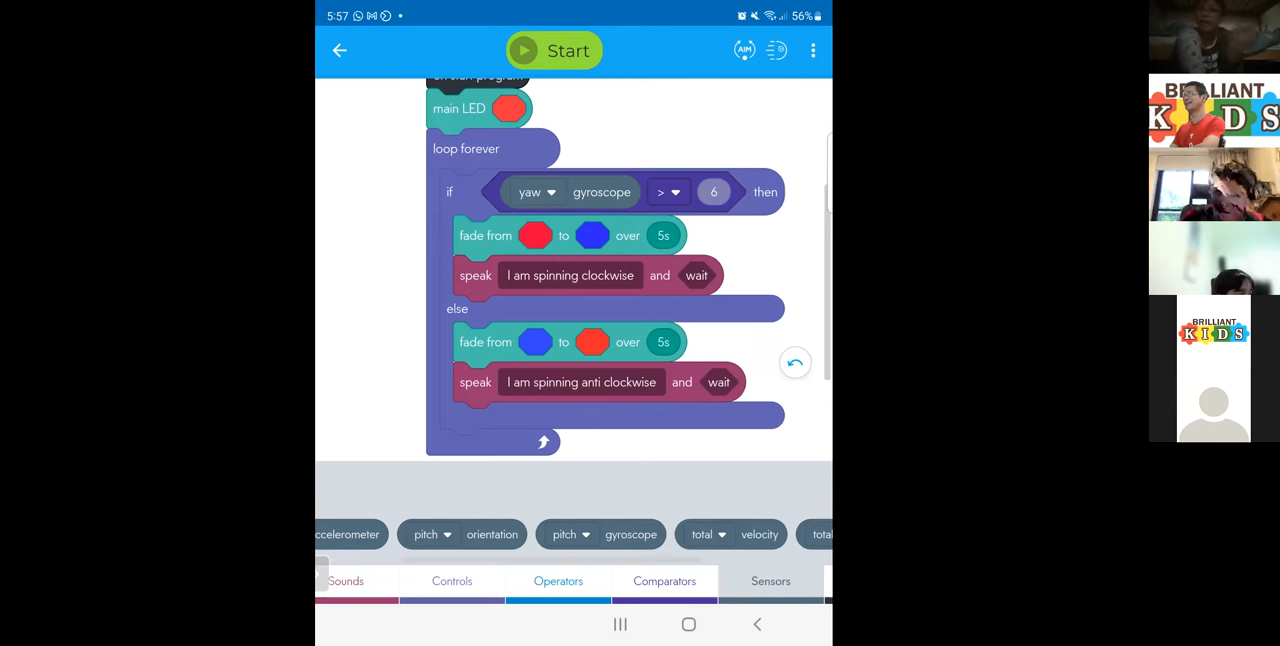 5:57
56%
Start
AIM
main LED
loop forever
if yaw gyroscope > 6 then
fade from to over 5s
speak I am spinning clockwise and wait
else
fade from to over 5s
speak I am spinning anti clockwise and wait
ccelerometer pitch orientation pitch gyroscope total velocity total
Sounds Controls Operators Comparators Sensors
BRILLIANT
K D S
BRILLIANT
KIDS